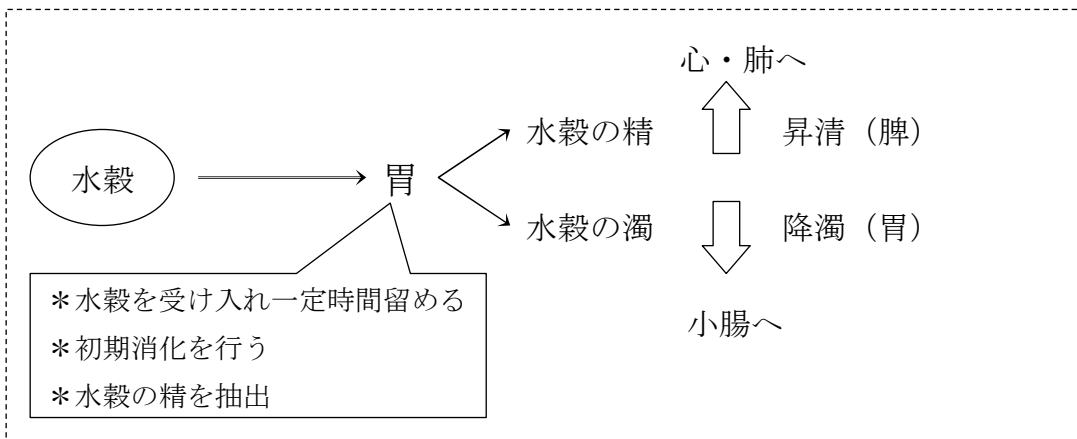 心・肺へ
水穀の精
昇清（脾）
水穀
胃
水穀の濁
降濁（胃）
＊水穀を受け入れ一定時間留める
＊初期消化を行う
＊水穀の精を抽出
小腸へ